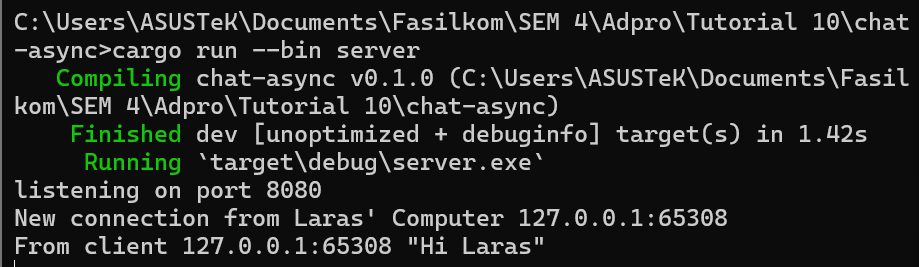 C:\Users\ASUSTeK\Documents\Fasilkom\SEM 4\Adpro\Tutorial 10\chat
-async>cargo run --bin server
   Compiling chat-async v0.1.0 (C:\Users\ASUSTeK\Documents\Fasil
kom\SEM 4\Adpro\Tutorial 10\chat-async)
    Finished dev [unoptimized + debuginfo] target(s) in 1.42s
     Running `target\debug\server.exe`
listening on port 8080
New connection from Laras' Computer 127.0.0.1:65308
From client 127.0.0.1:65308 "Hi Laras"